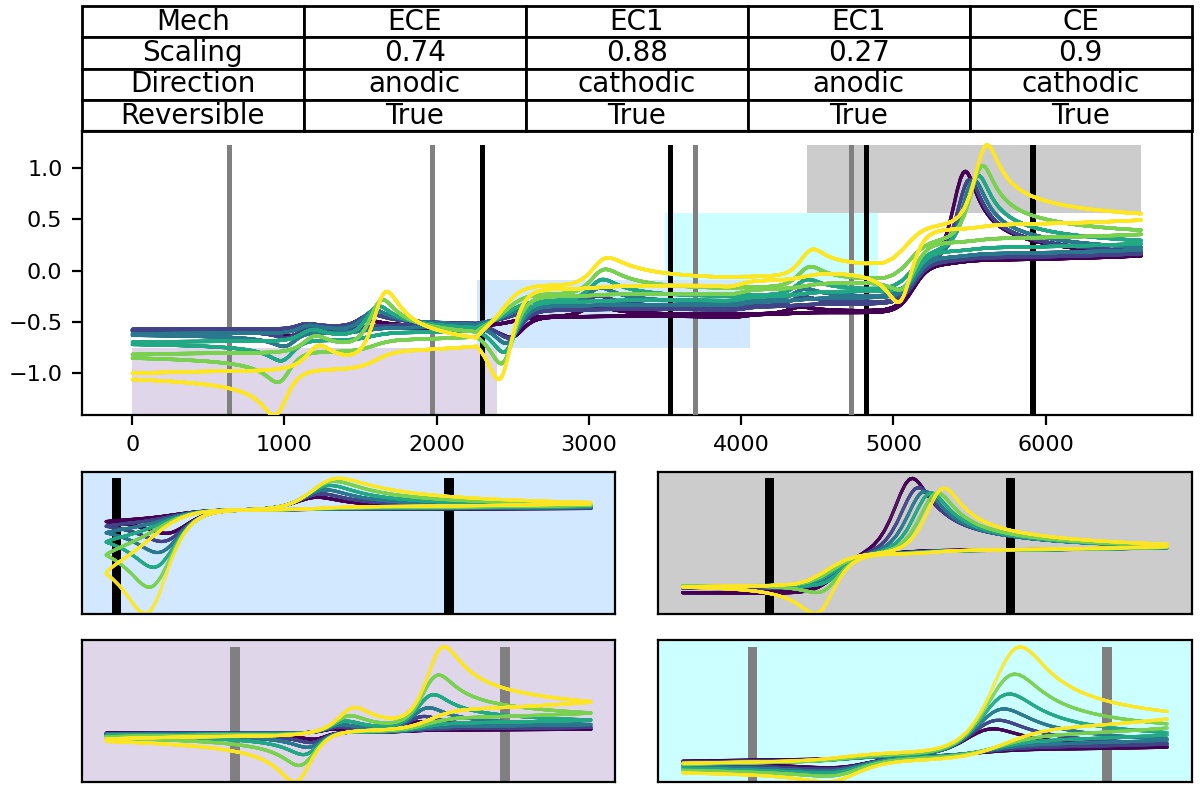 Mech ECE EC1 EC1 CE
Scaling 0.74 0.88 0.27 0.9
Direction anodic cathodic anodic cathodic
Reversible True True True True
1.0
0.5
0.0
−0.5
−1.0
0 1000 2000 3000 4000 5000 6000